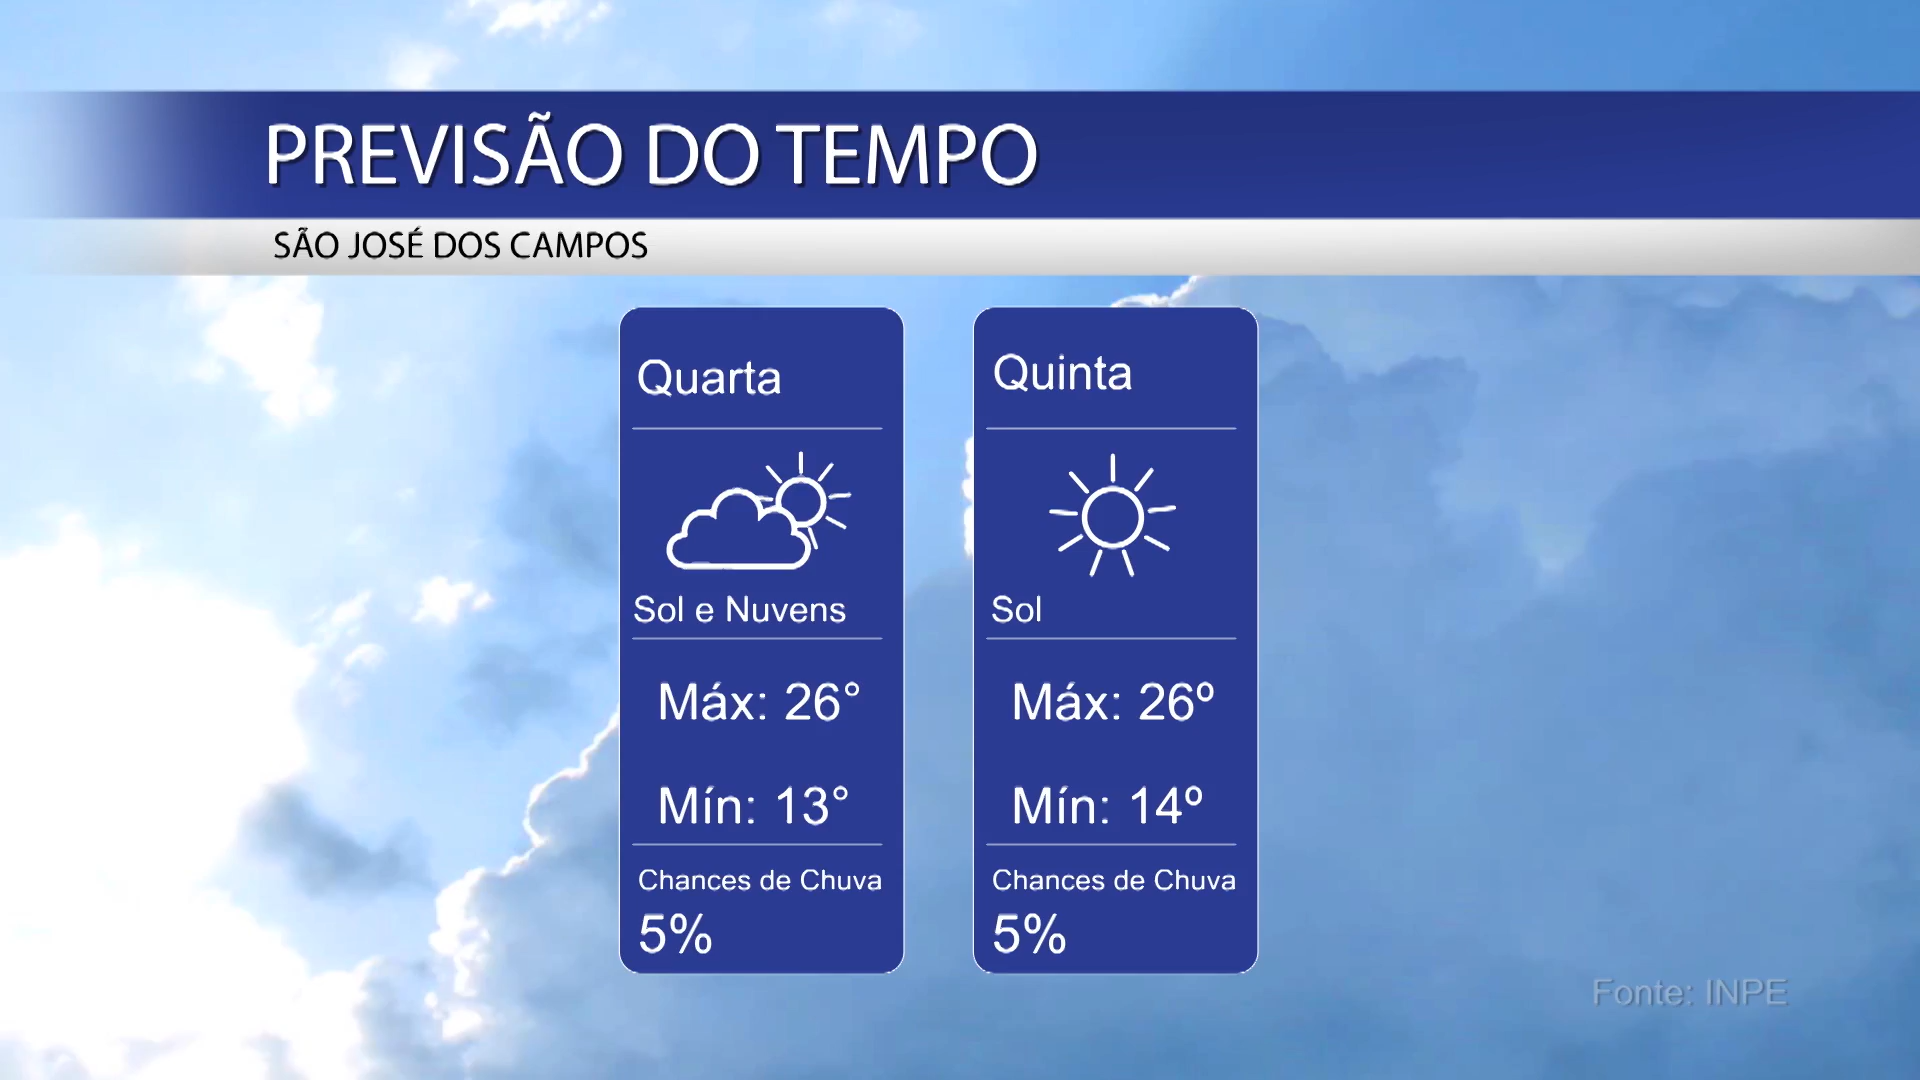 PREVISÃO DO TEMPO
SÃO JOSÉ DOS CAMPOS
Quarta
Sol e Nuvens
Máx: 26°
Mín: 13°
Chances de Chuva
5%
Quinta
Sol
Máx: 26º
Mín: 14º
Chances de Chuva
5%
Fonte: INPE